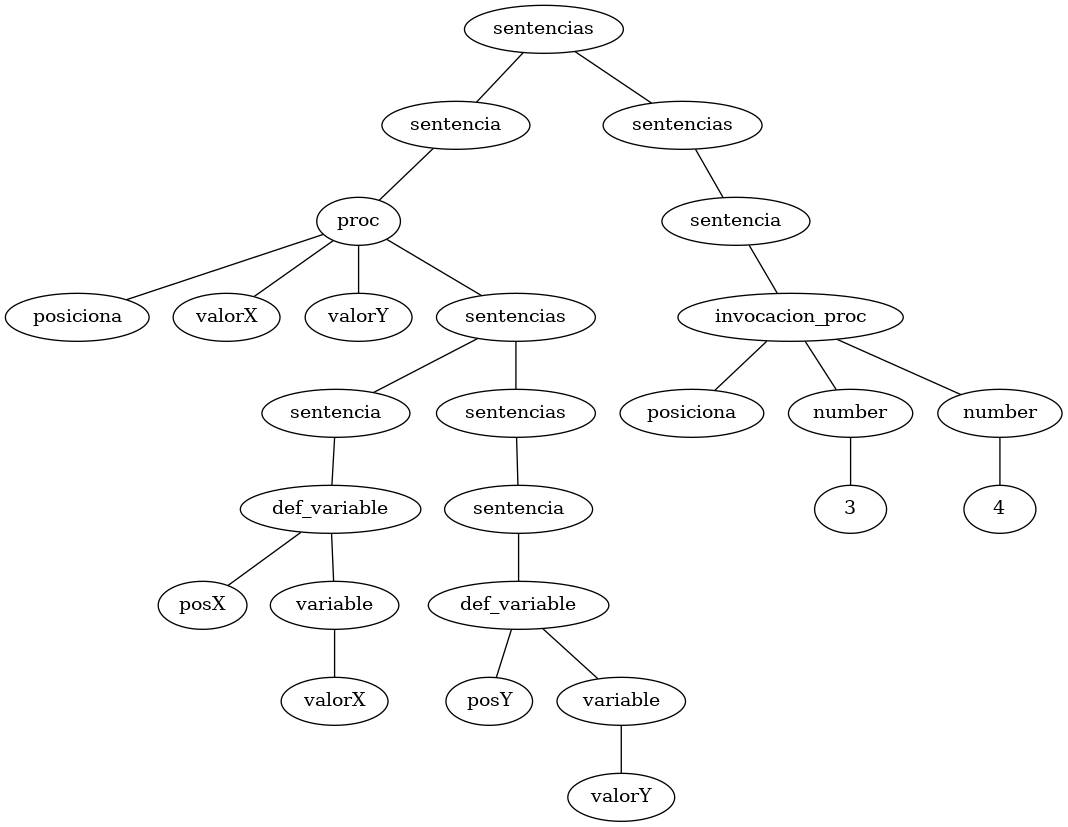 sentencias
sentencia
sentencias
proc
sentencia
posiciona
valorX
valorY
sentencias
invocacion_proc
sentencia
sentencias
posiciona
number
number
def_variable
sentencia
3
4
posX
variable
def_variable
valorX
posY
variable
valorY